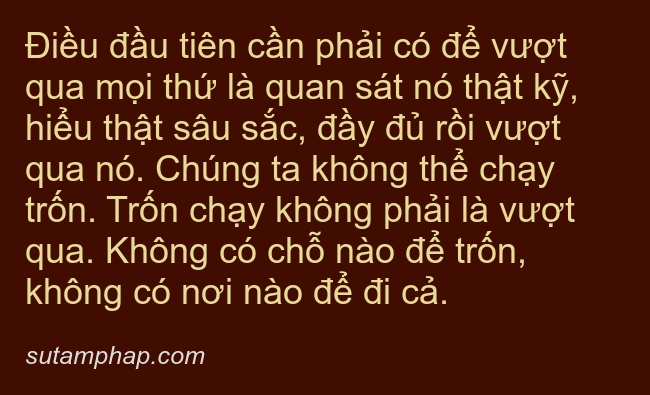 Điều đầu tiên cần phải có để vượt
qua mọi thứ là quan sát nó thật kỹ,
hiểu thật sâu sắc, đầy đủ rồi vượt
qua nó. Chúng ta không thể chạy
trốn. Trốn chạy không phải là vượt
qua. Không có chỗ nào để trốn,
không có nơi nào để đi cả.
sutamphap.com